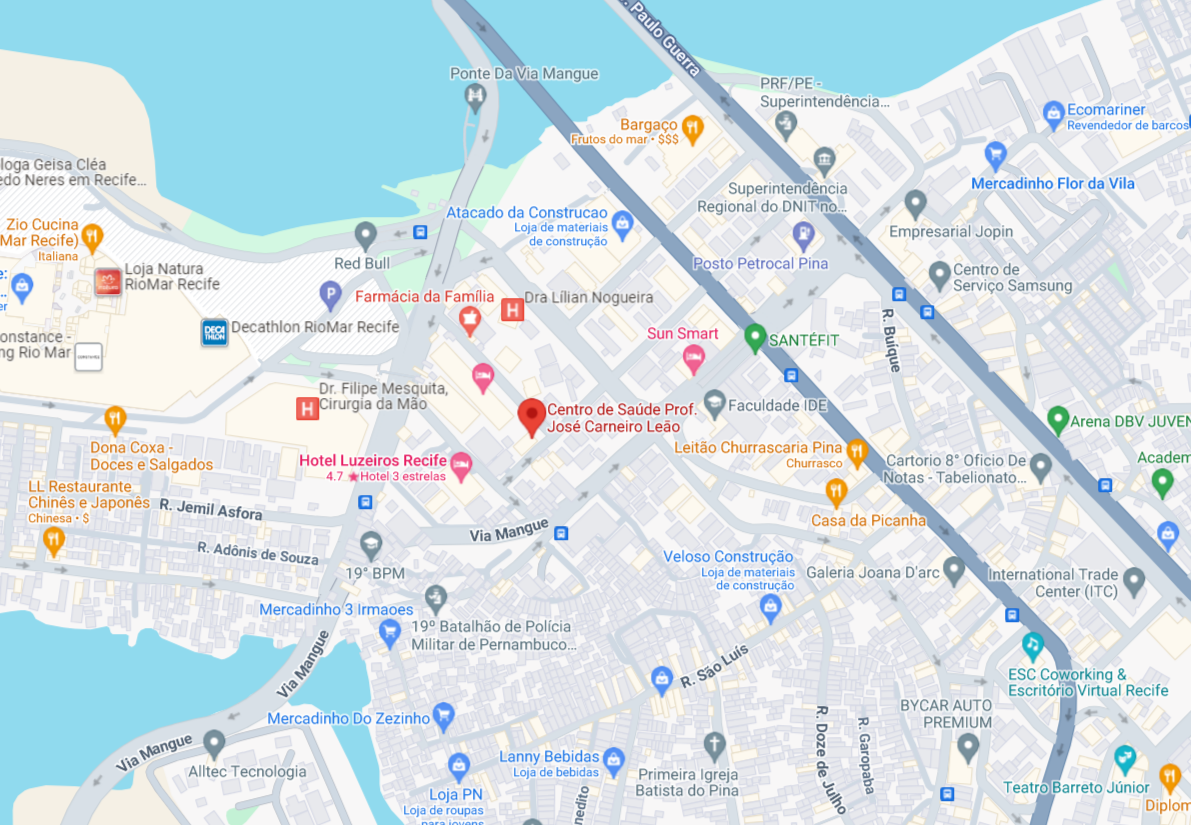 . Paulo Guerra
Ponte Da Via Mangue
PRF/PE -
Superintendência...
Ecomariner
Revendedor de barcos
Bargaço
Frutos do mar • $$$
Mercadinho Flor da Vila
loga Geisa Cléa
edo Neres em Recife...
Superintendência
Regional do DNIT no...
Atacado da Construcao
Loja de materiais
de construção
Zio Cucina
Mar Recife)
Italiana
Empresarial Jopin
Red Bull
Posto Petrocal Pina
Loja Natura
RioMar Recife
Centro de
Serviço Samsung
Farmácia da Família
H
Dra Lílian Nogueira
P
e:
...
er
DECA
THLON
Decathlon RioMar Recife
Sun Smart
SANTÉFIT
R. Buíque
onstance -
ng Rio Mar
Dr. Filipe Mesquita,
Cirurgia da Mão
H
Centro de Saúde Prof.
José Carneiro Leão
Faculdade IDE
Arena DBV JUVEN
Dona Coxa -
Doces e Salgados
Leitão Churrascaria Pina
Churrasco
Hotel Luzeiros Recife
4.7 ★Hotel 3 estrelas
Cartorio 8° Oficio De
Notas - Tabelionato...
Academ
LL Restaurante
Chinês e Japonês
Chinesa • $
R. Jemil Asfora
Casa da Picanha
Via Mangue
R. Adônis de Souza
19° BPM
Veloso Construção
Loja de materiais
de construção
Galeria Joana D'arc
International Trade
Center (ITC)
Mercadinho 3 Irmaoes
19º Batalhão de Polícia
Militar de Pernambuco...
Via Mangue
R. São Luís
ESC Coworking &
Escritório Virtual Recife
Mercadinho Do Zezinho
BYCAR AUTO
PREMIUM
R. Doze de Julho
R. Garopaba
Via Mangue
Alltec Tecnologia
Lanny Bebidas
Loja de bebidas
Primeira Igreja
Batista do Pina
Teatro Barreto Júnior
Loja PN
Loja de roupas
para jovens
nedito
Diplom